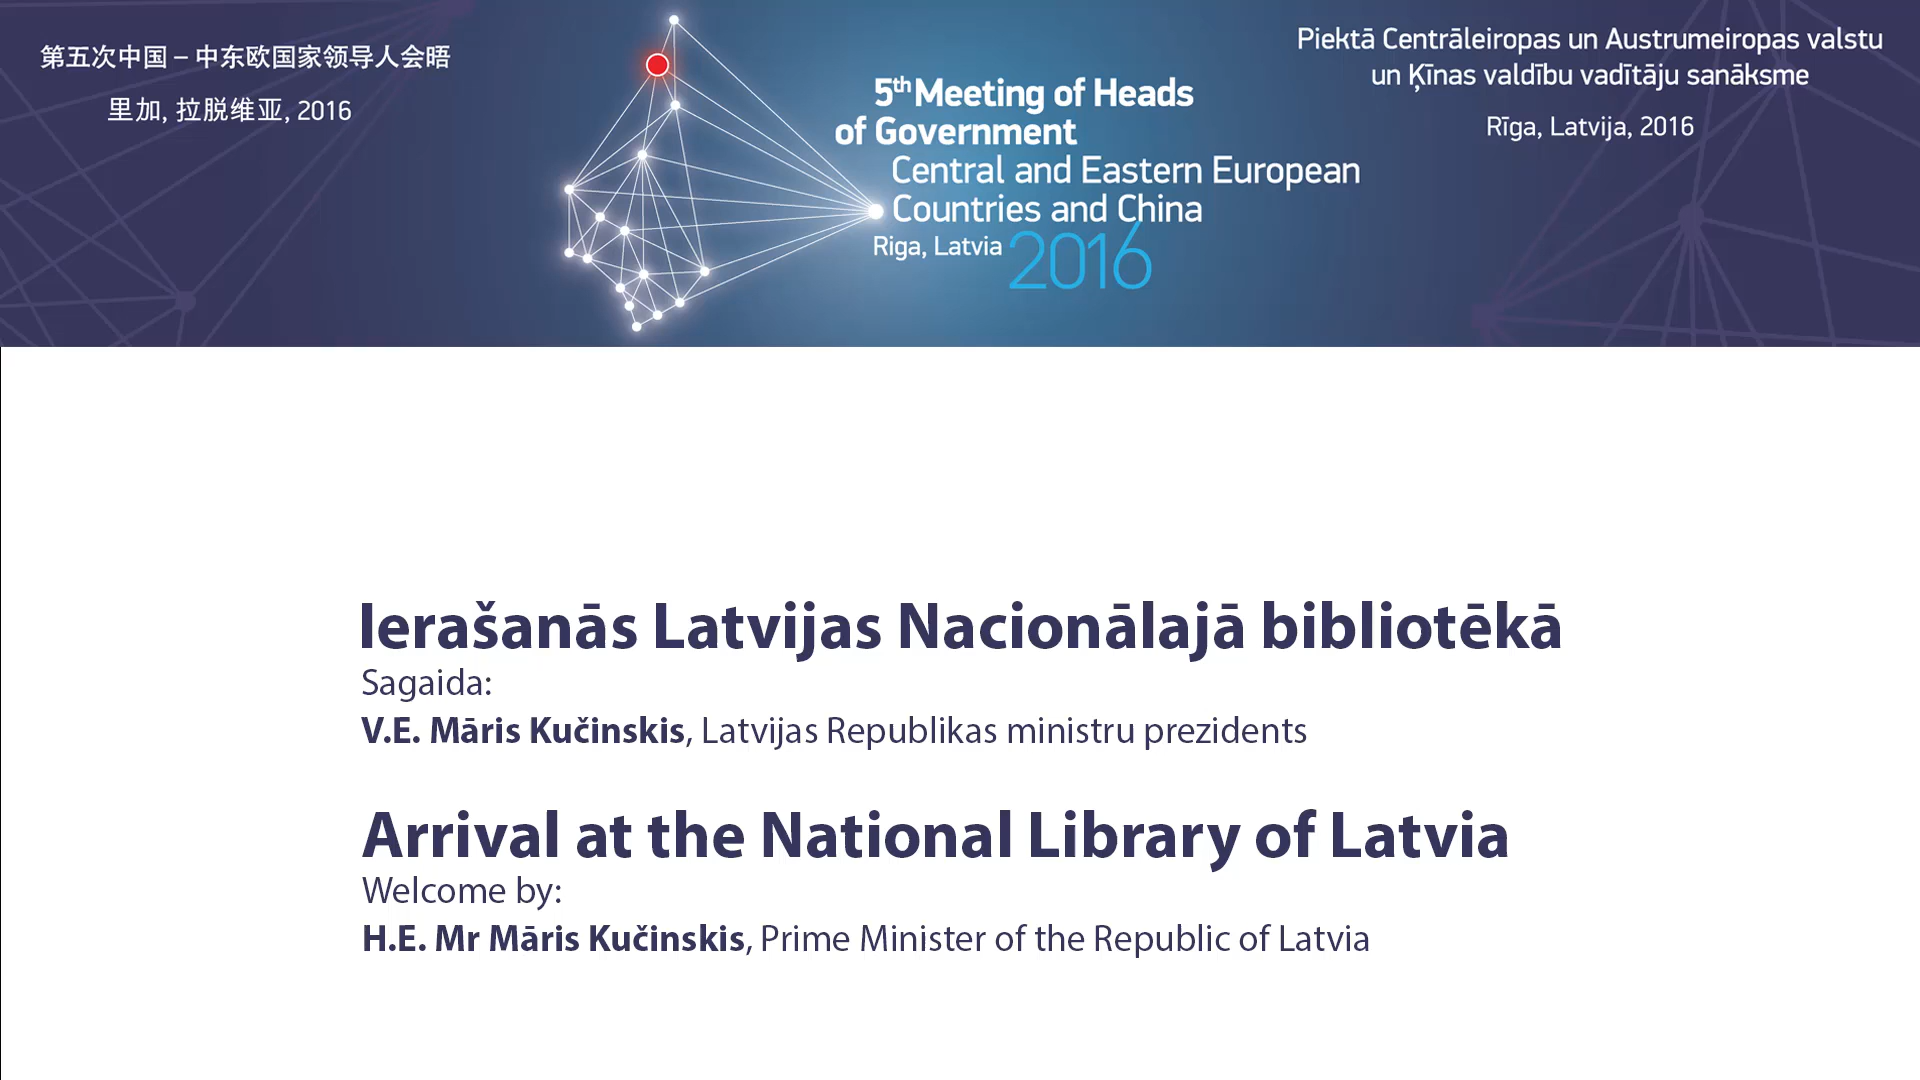 第五次中国 – 中东欧国家领导人会晤
里加, 拉脱维亚, 2016
5th Meeting of Heads
of Government
Central and Eastern European
Countries and China
Riga, Latvia 2016
Piektā Centrāleiropas un Austrumeiropas valstu
un Ķīnas valdību vadītāju sanāksme
Rīga, Latvija, 2016
Ierašanās Latvijas Nacionālajā bibliotēkā
Sagaida:
V.E. Māris Kučinskis, Latvijas Republikas ministru prezidents
Arrival at the National Library of Latvia
Welcome by:
H.E. Mr Māris Kučinskis, Prime Minister of the Republic of Latvia